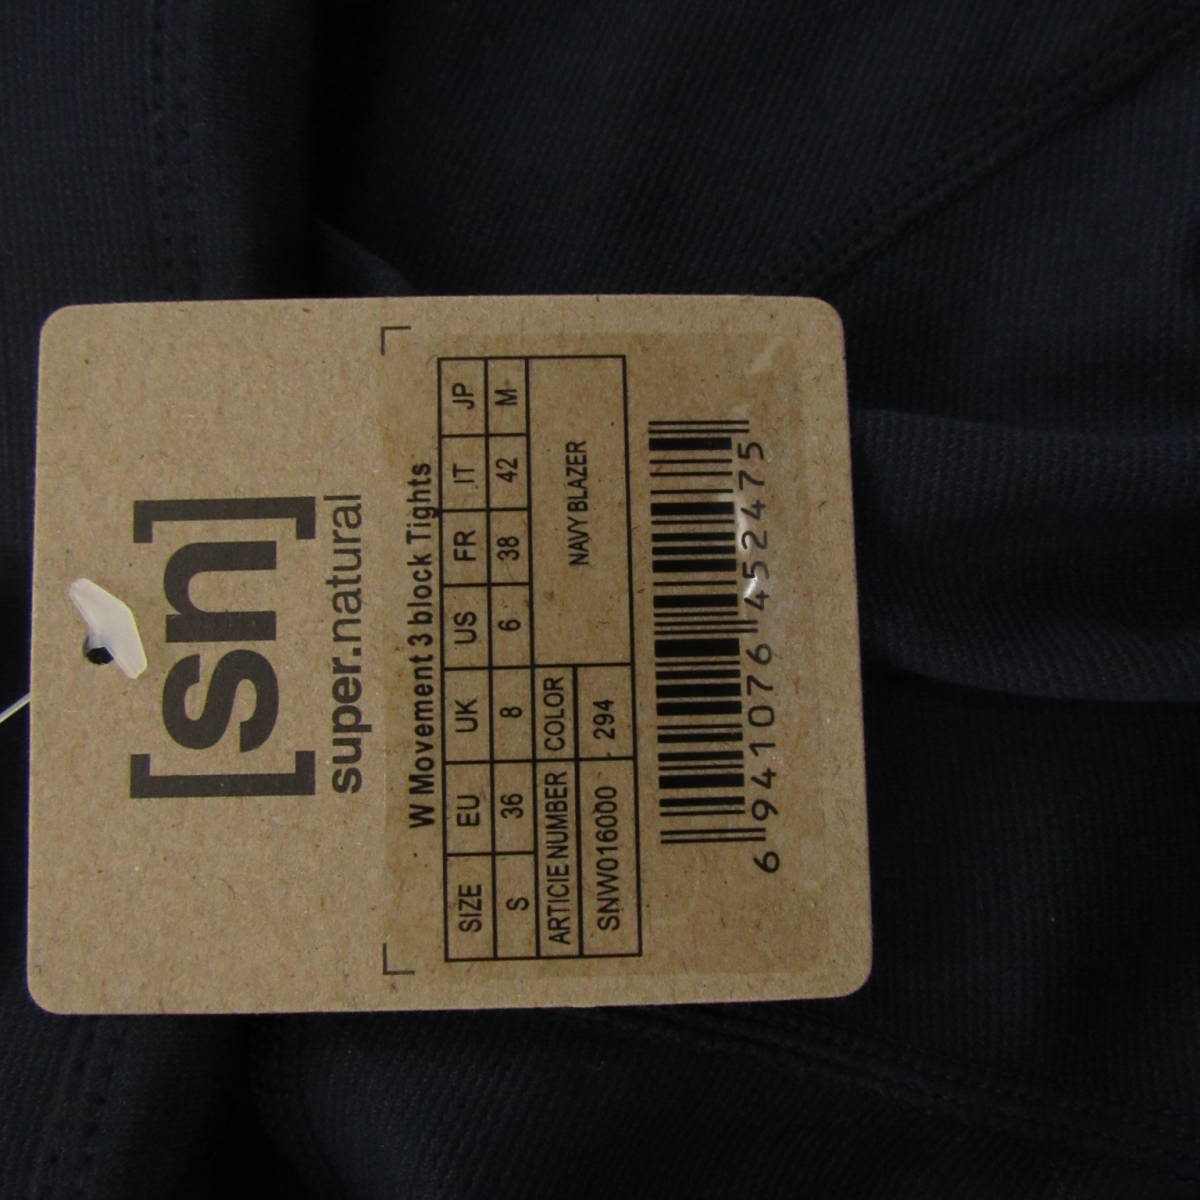 [sn]
super.natural
W Movement 3 block Tights
SIZE EU UK US FR IT JP
S 36 8 6 38 42 M
ARTICIE NUMBER COLOR NAVY BLAZER
SNW016000 294
6 941076 452475